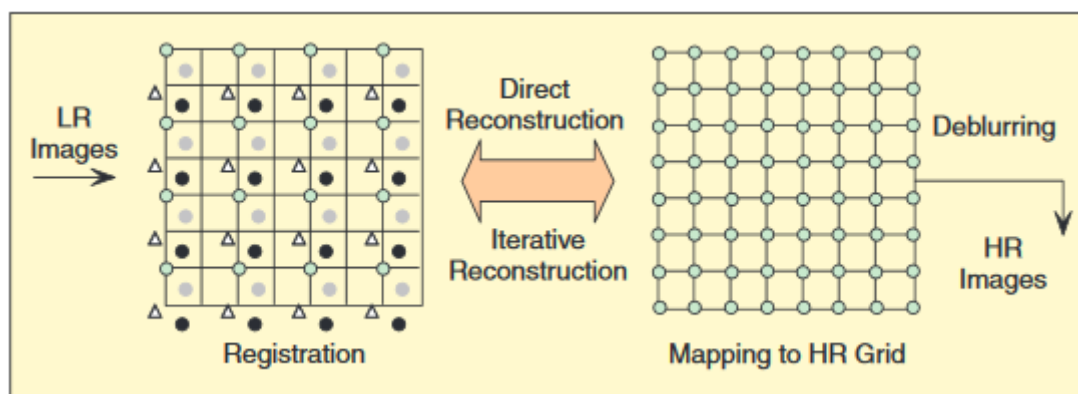 LR
Images
Registration
Direct
Reconstruction
Iterative
Reconstruction
Mapping to HR Grid
Deblurring
HR
Images